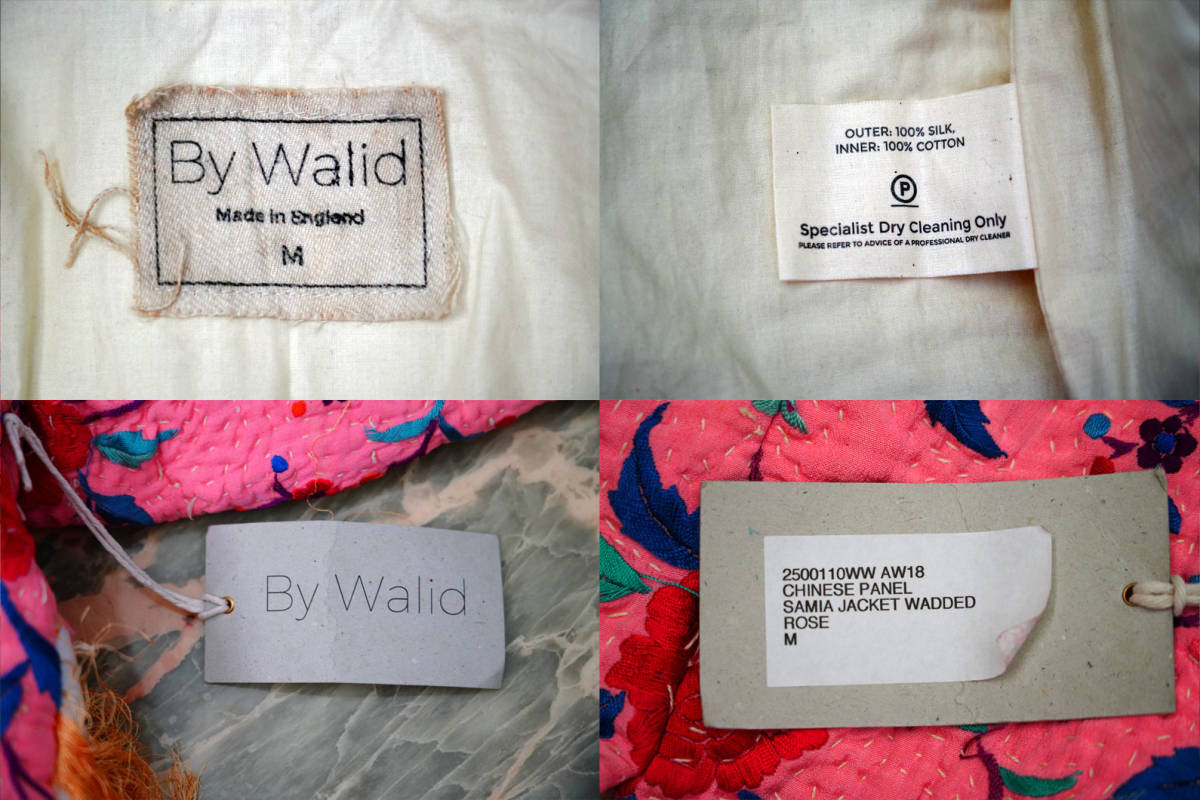 By Walid
Made in England
M
OUTER: 100% SILK,
INNER: 100% COTTON
P
Specialist Dry Cleaning Only
PLEASE REFER TO ADVICE OF A PROFESSIONAL DRY CLEANER
By Walid
2500110WW AW18
CHINESE PANEL
SAMIA JACKET WADDED
ROSE
M